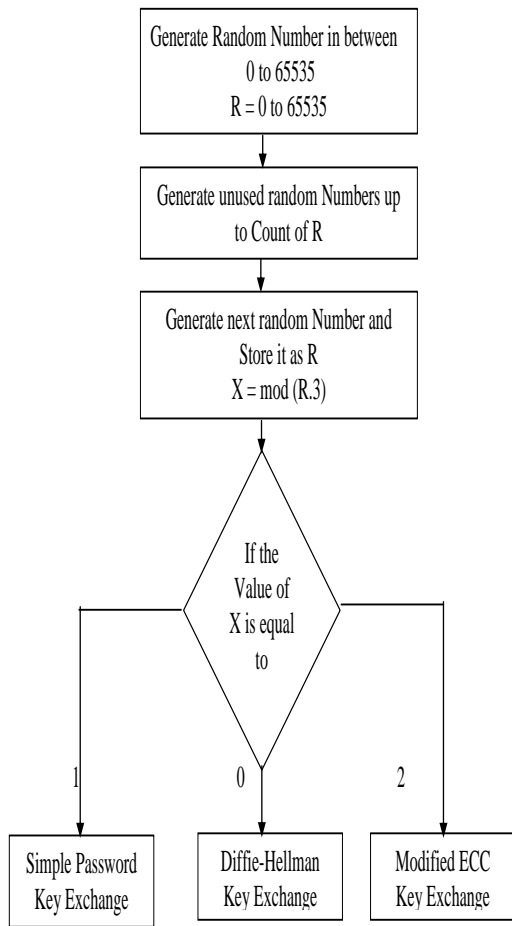 Generate Random Number in between
0 to 65535
R = 0 to 65535
Generate unused random Numbers up
to Count of R
Generate next random Number and
Store it as R
X = mod (R.3)
If the
Value of
X is equal
to
1
0
2
Simple Password
Key Exchange
Diffie-Hellman
Key Exchange
Modified ECC
Key Exchange